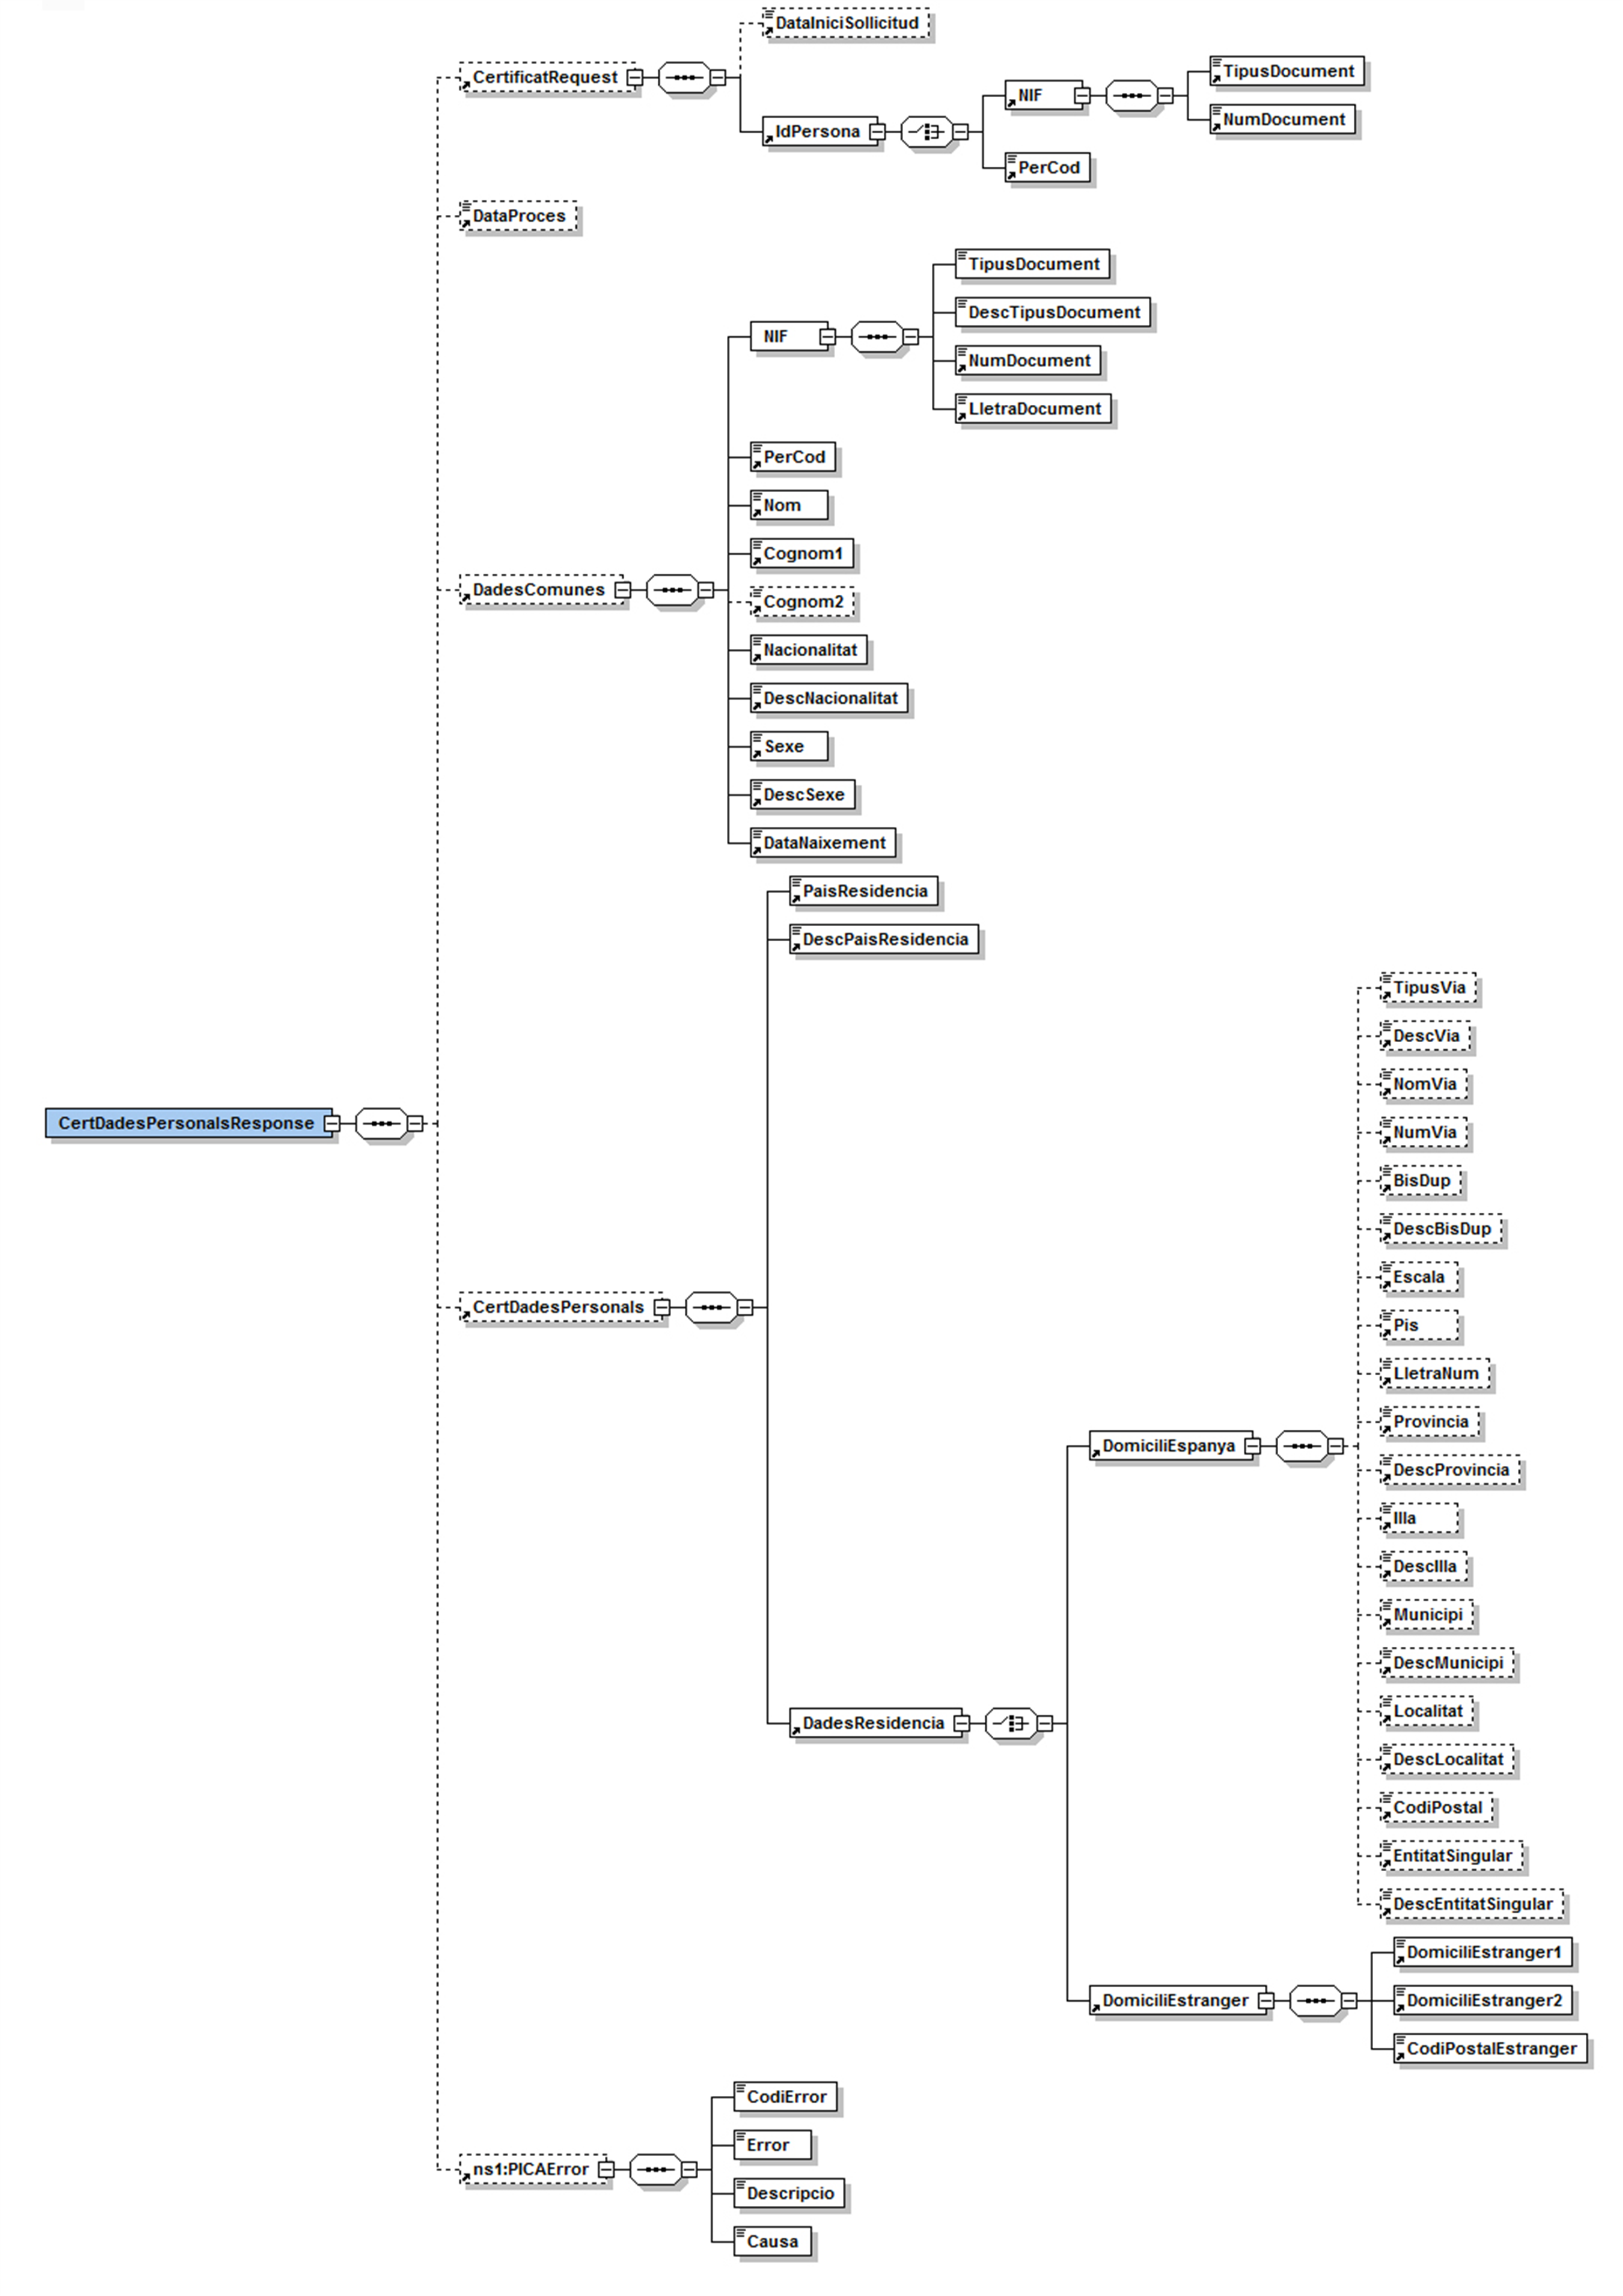 DataIniciSollicitud
CertificatRequest
TipusDocument
NIF
NumDocument
IdPersona
PerCod
DataProces
TipusDocument
DescTipusDocument
NIF
NumDocument
LletraDocument
PerCod
Nom
Cognom1
DadesComunes
Cognom2
Nacionalitat
DescNacionalitat
Sexe
DescSexe
DataNaixement
PaisResidencia
DescPaisResidencia
TipusVia
DescVia
NomVia
CertDadesPersonalsResponse
NumVia
BisDup
DescBisDup
Escala
CertDadesPersonals
Pis
LletraNum
Provincia
DomiciliEspanya
DescProvincia
Illa
DescIlla
Municipi
DescMunicipi
Localitat
DadesResidencia
DescLocalitat
CodiPostal
EntitatSingular
DescEntitatSingular
DomiciliEstranger1
DomiciliEstranger
DomiciliEstranger2
CodiPostalEstranger
CodiError
Error
ns1:PICAError
Descripcio
Causa